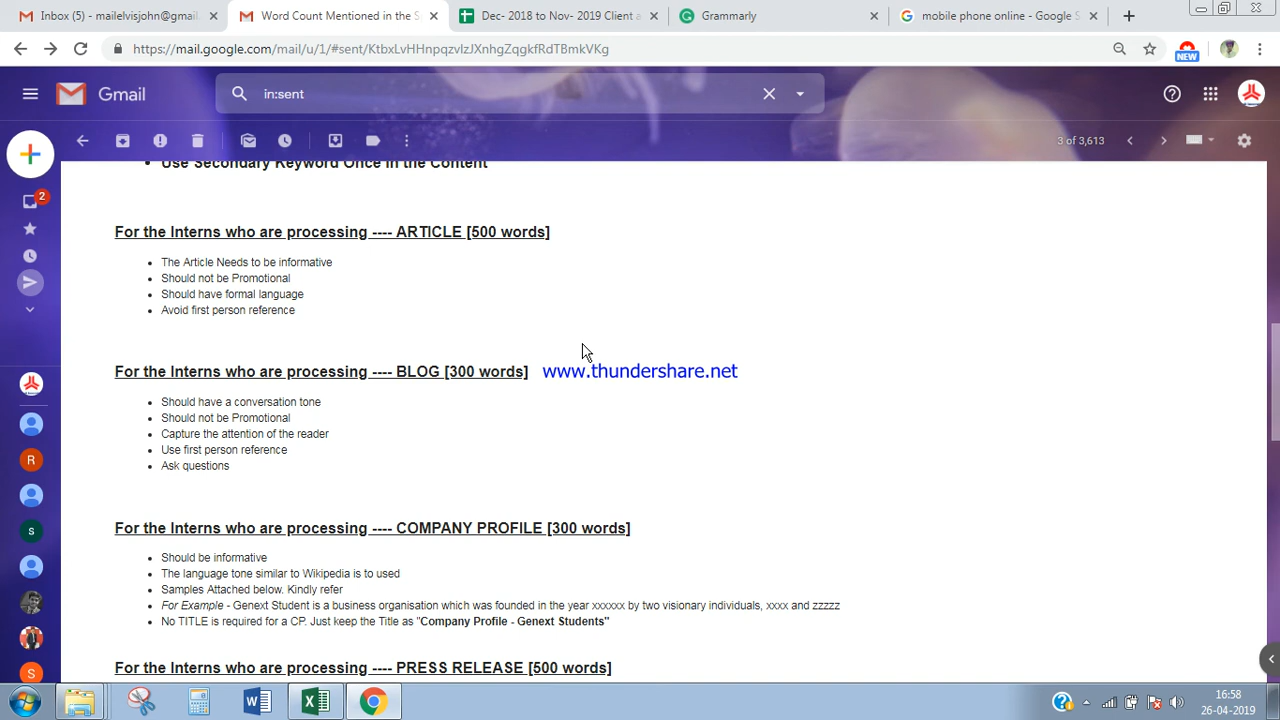 Inbox (5) - mailelvisjohn@gmail
Word Count Mentioned in the S
Dec- 2018 to Nov- 2019 Client a
Grammarly
mobile phone online - Google S
https://mail.google.com/mail/u/1/#sent/KtbxLvHHnpqzvlzJXnhgZqgkfRdTBmkVKg
NEW
Gmail
in:sent
3 of 3,613
2
Use Secondary Keyword Once in the Content
For the Interns who are processing ---- ARTICLE [500 words]
The Article Needs to be informative
Should not be Promotional
Should have formal language
Avoid first person reference
For the Interns who are processing ---- BLOG [300 words]
www.thundershare.net
Should have a conversation tone
Should not be Promotional
Capture the attention of the reader
Use first person reference
Ask questions
For the Interns who are processing ---- COMPANY PROFILE [300 words]
Should be informative
The language tone similar to Wikipedia is to used
Samples Attached below. Kindly refer
For Example - Genext Student is a business organisation which was founded in the year xxxxxx by two visionary individuals, xxxx and zzzzz
No TITLE is required for a CP. Just keep the Title as "Company Profile - Genext Students"
For the Interns who are processing ---- PRESS RELEASE [500 words]
R
S
S
16:58
26-04-2019